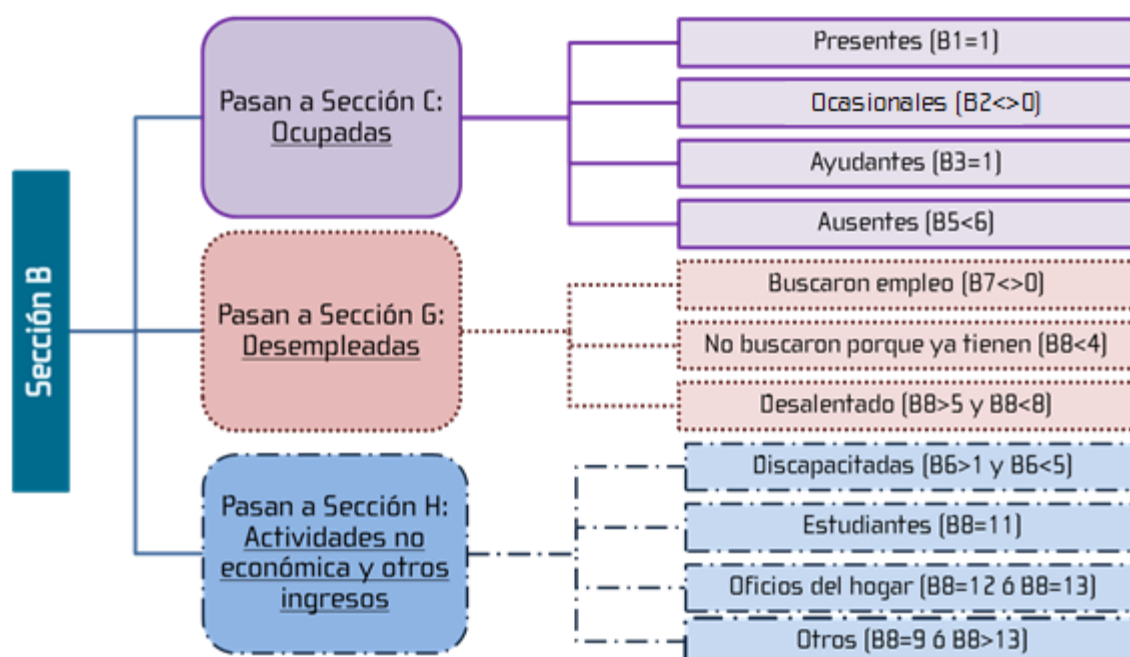 Sección B
Pasan a Sección C:
Ocupadas
Presentes (B1=1)
Ocasionales (B2<>0)
Ayudantes (B3=1)
Ausentes (B5<6)
Pasan a Sección G:
Desempleadas
Buscaron empleo (B7<>0)
No buscaron porque ya tienen (B8<4)
Desalentado (B8>5 y B8<8)
Pasan a Sección H:
Actividades no
económica y otros
ingresos
Discapacitadas (B6>1 y B6<5)
Estudiantes (B8=11)
Oficios del hogar (B8=12 ó B8=13)
Otros (B8=9 ó B8>13)